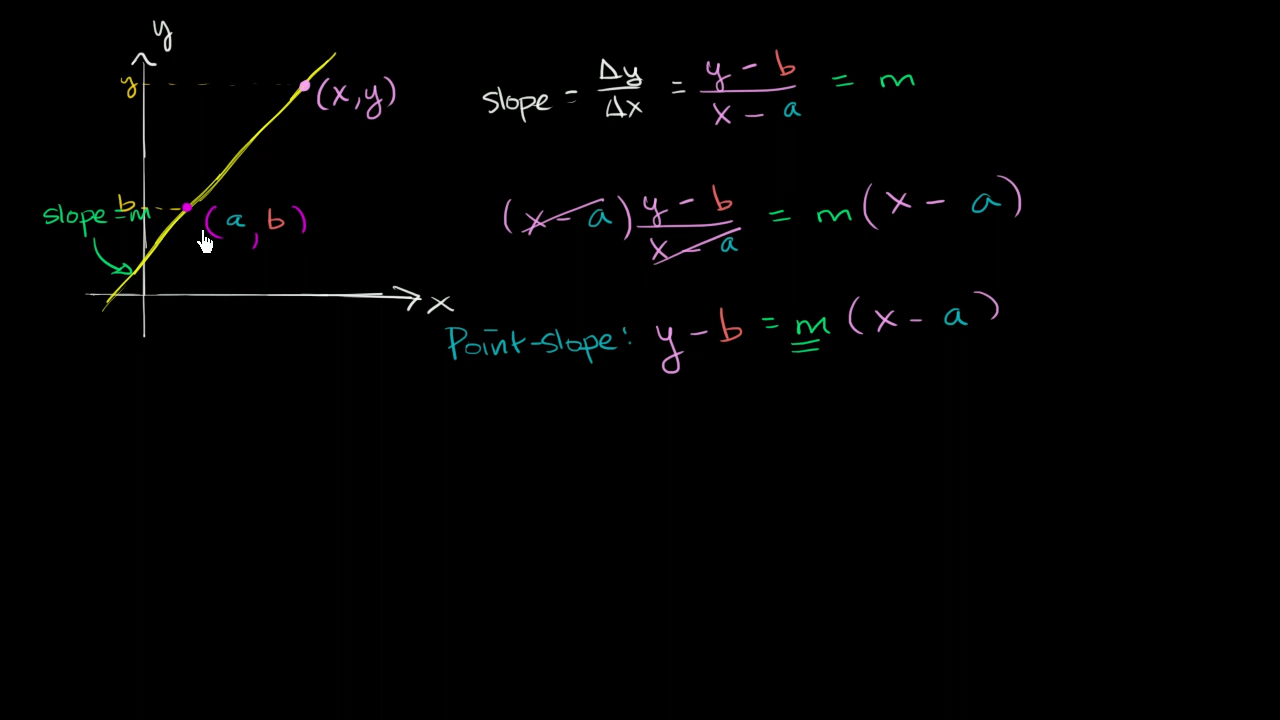 y
y
(x,y)
b
slope=m
(a,b)
x
slope = Δy/Δx = (y - b)/(x - a) = m
(x - a) (y - b)/(x - a) = m(x - a)
Point-slope: y - b = m(x - a)